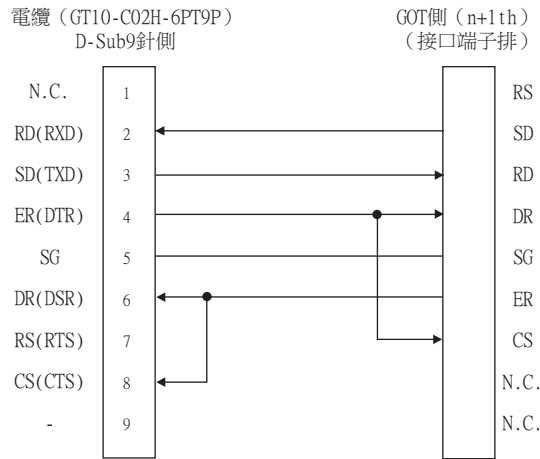 電纜（GT10-C02H-6PT9P） GOT側（n+1th）
D-Sub9針側 （接口端子排）
N.C. 1 RS
RD(RXD) 2 SD
SD(TXD) 3 RD
ER(DTR) 4 DR
SG 5 SG
DR(DSR) 6 ER
RS(RTS) 7 CS
CS(CTS) 8 N.C.
- 9 N.C.